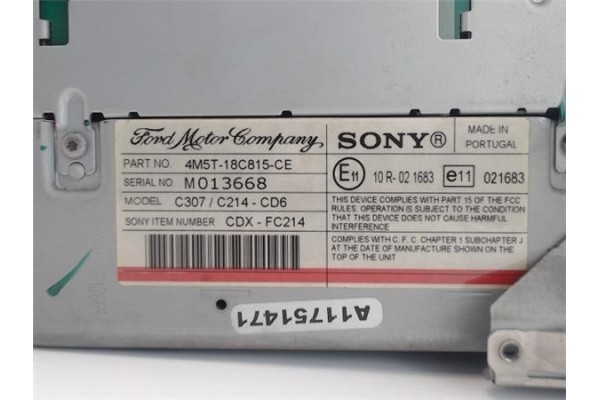 Ford Motor Company
PART NO. 4M5T-18C815-CE
SERIAL NO. M013668
MODEL C307 / C214 - CD6
SONY ITEM NUMBER CDX - FC214
SONY®
MADE IN
PORTUGAL
E11 10 R- 02 1683 e11 021683
THIS DEVICE COMPLIES WITH PART 15 OF THE FCC
RULES. OPERATION IS SUBJECT TO THE CONDITION
THAT THIS DEVICE DOES NOT CAUSE HARMFUL
INTERFERENCE
COMPLIES WITH C. F. C. CHAPTER 1 SUBCHAPTER J
AT THE DATE OF MANUFACTURE SHOWN ON THE
TOP OF THE UNIT
A11751471